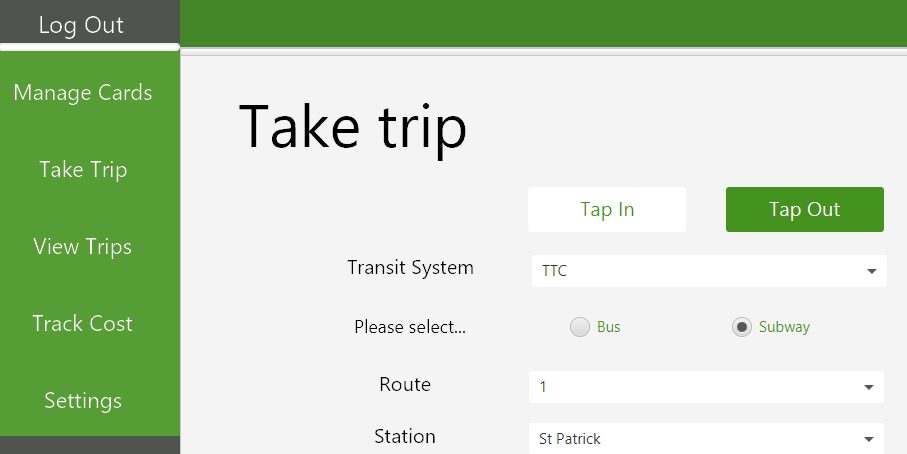 Log Out
Manage Cards
Take Trip
View Trips
Track Cost
Settings
Take trip
Tap In
Tap Out
Transit System
TTC
Please select...
Bus
Subway
Route
1
Station
St Patrick